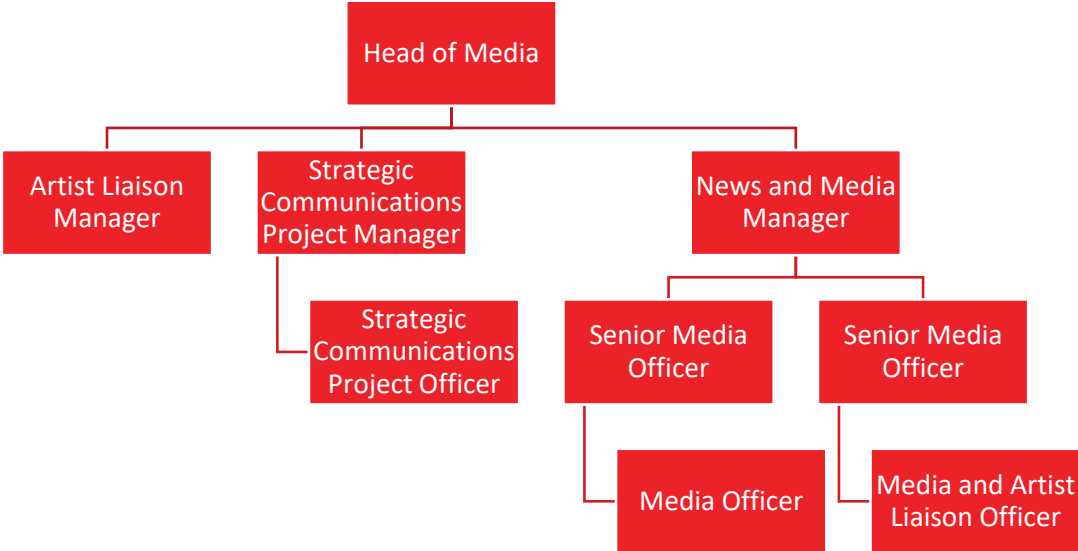 Head of Media
Artist Liaison
Manager
Strategic
Communications
Project Manager
News and Media
Manager
Strategic
Communications
Project Officer
Senior Media
Officer
Senior Media
Officer
Media Officer
Media and Artist
Liaison Officer